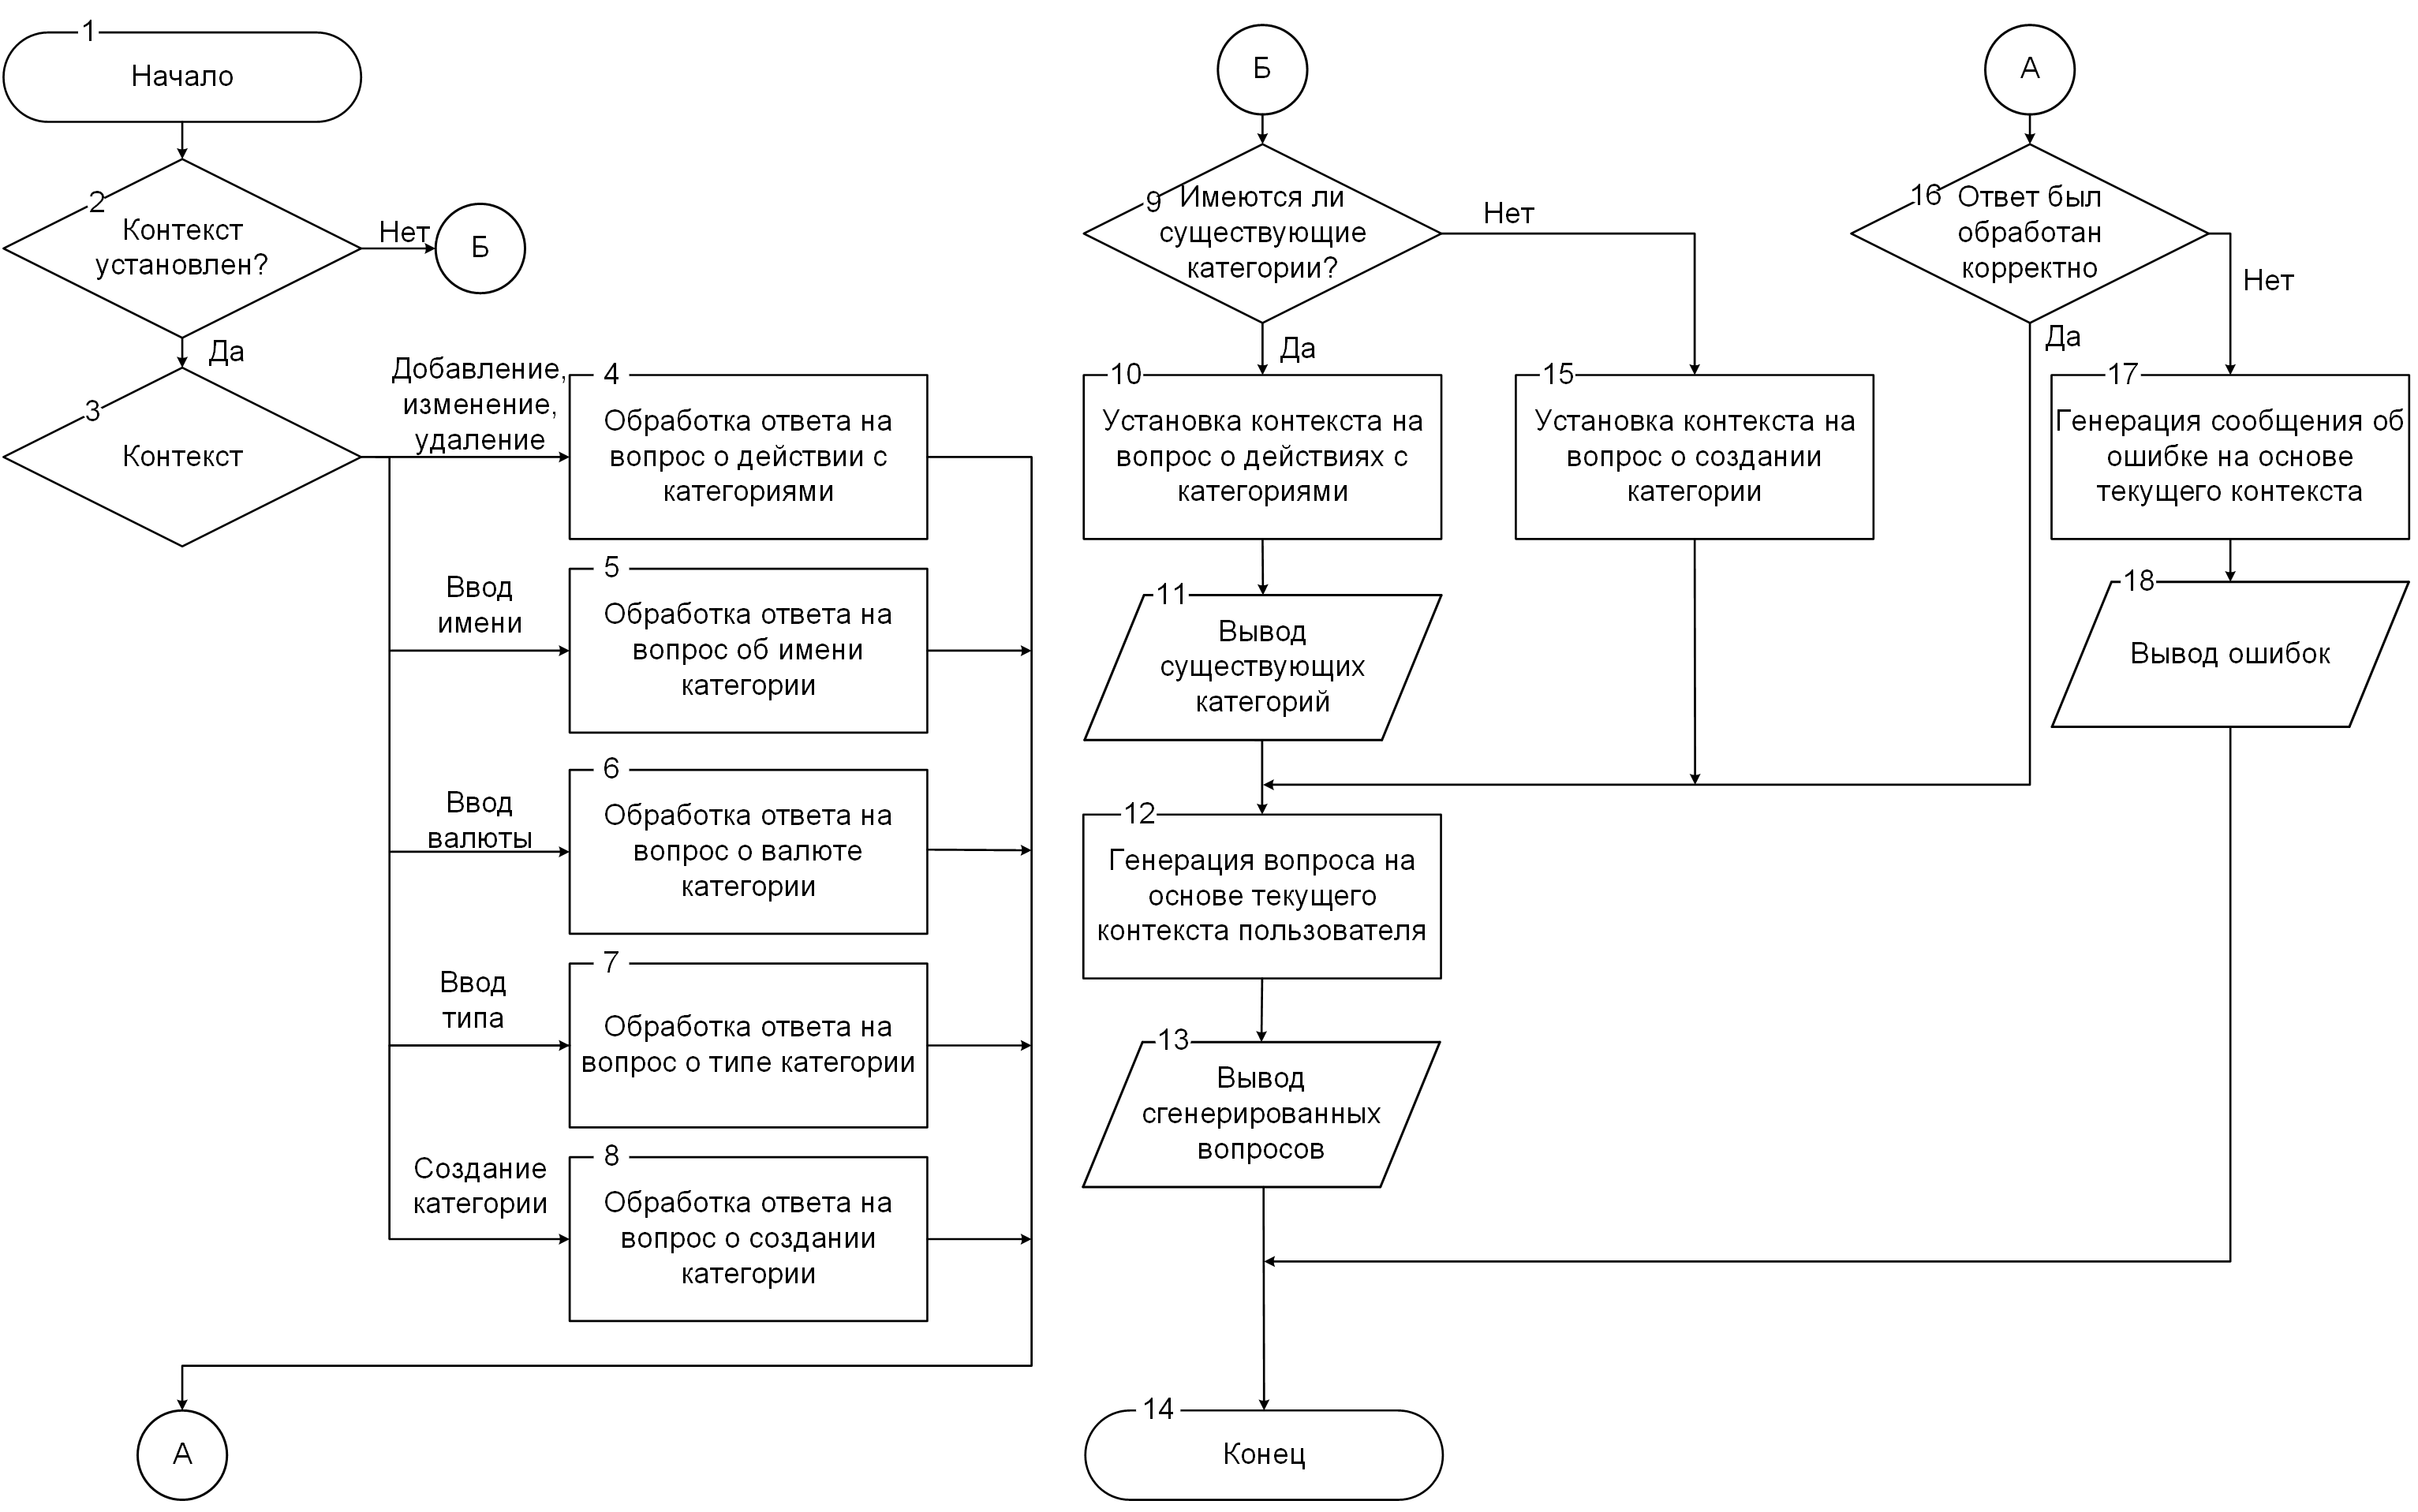 1
Начало
2
Контекст
установлен?
Нет
Б
Да
3
Контекст
Добавление,
изменение,
удаление
4
Обработка ответа на
вопрос о действии с
категориями
Ввод
имени
5
Обработка ответа на
вопрос об имени
категории
Ввод
валюты
6
Обработка ответа на
вопрос о валюте
категории
Ввод
типа
7
Обработка ответа на
вопрос о типе категории
Создание
категории
8
Обработка ответа на
вопрос о создании
категории
А
Б
9
Имеются ли
существующие
категории?
Нет
Да
10
Установка контекста на
вопрос о действиях с
категориями
11
Вывод
существующих
категорий
12
Генерация вопроса на
основе текущего
контекста пользователя
13
Вывод
сгенерированных
вопросов
14
Конец
15
Установка контекста на
вопрос о создании
категории
А
16
Ответ был
обработан
корректно
Нет
Да
17
Генерация сообщения об
ошибке на основе
текущего контекста
18
Вывод ошибок